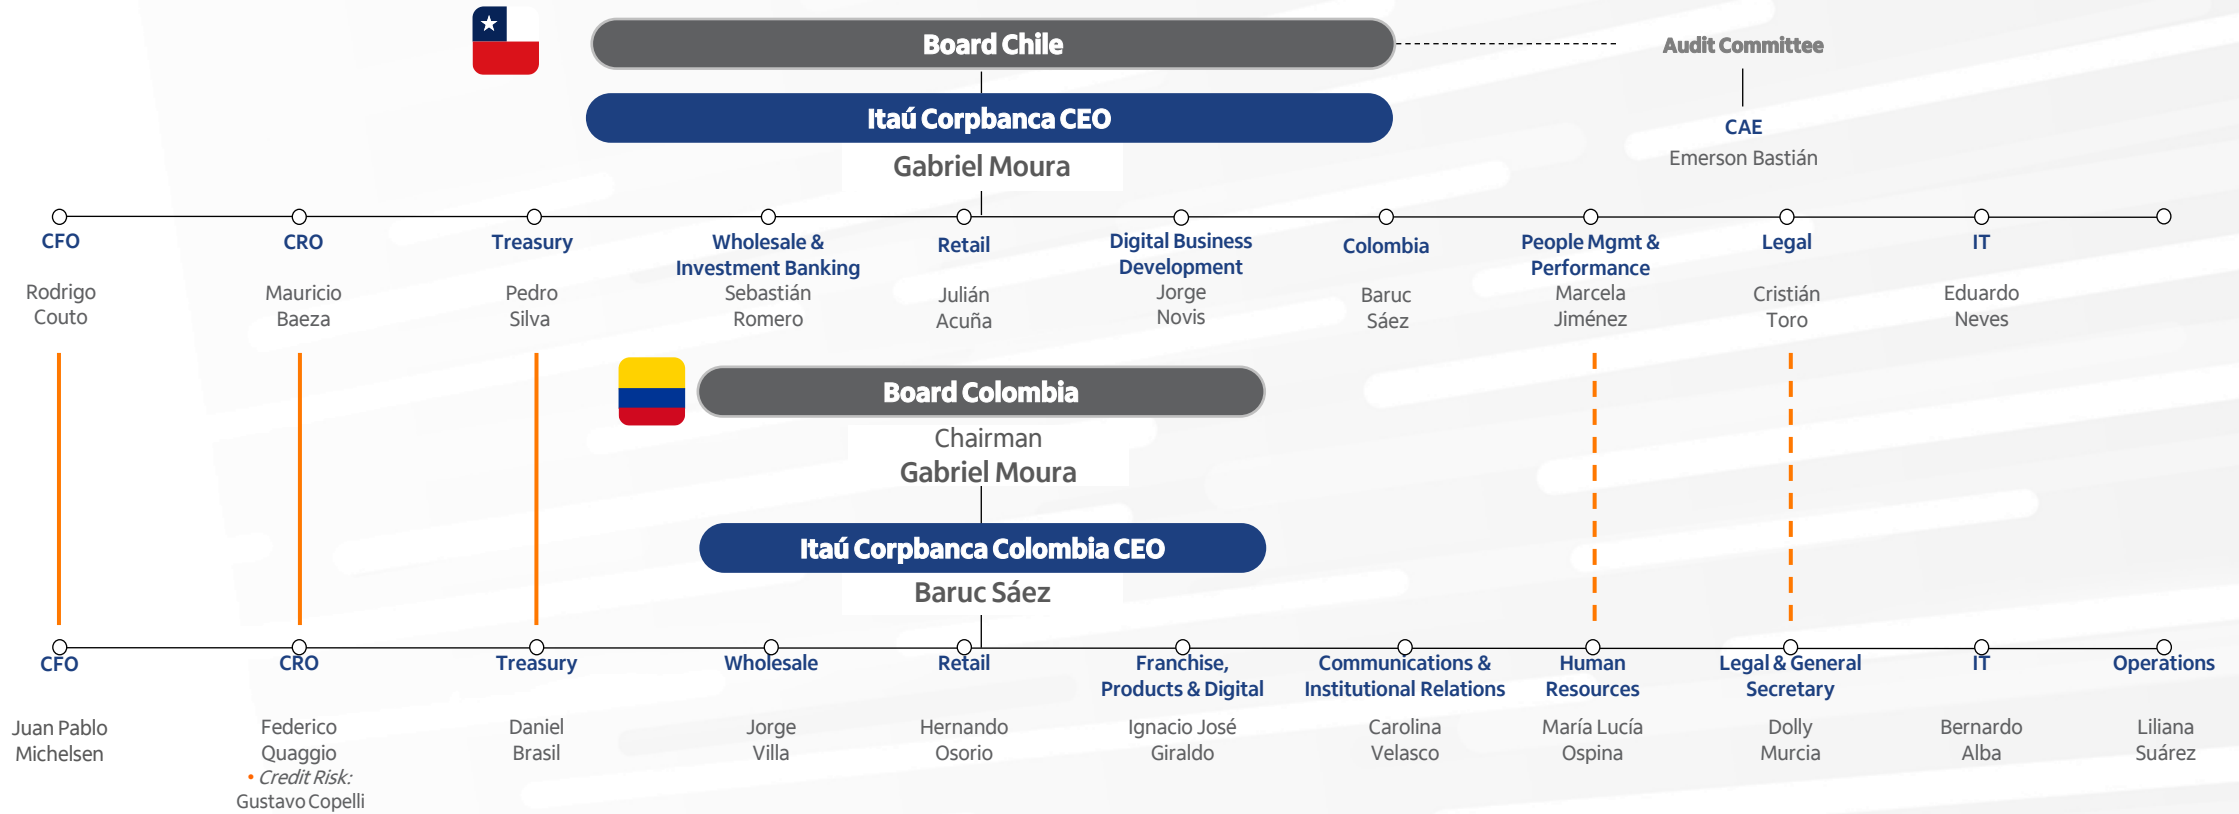 Board Chile
Audit Committee
Itaú Corpbanca CEO
CAE
Gabriel Moura
Emerson Bastián
CFO
Rodrigo
Couto
CRO
Mauricio
Baeza
Treasury
Pedro
Silva
Wholesale &
Investment Banking
Sebastián
Romero
Retail
Julián
Acuña
Digital Business
Development
Jorge
Novis
Colombia
Baruc
Sáez
People Mgmt &
Performance
Marcela
Jiménez
Legal
Cristián
Toro
IT
Eduardo
Neves
Board Colombia
Chairman
Gabriel Moura
Itaú Corpbanca Colombia CEO
Baruc Sáez
CFO
Juan Pablo
Michelsen
CRO
Federico
Quaggio
• Credit Risk:
Gustavo Copelli
Treasury
Daniel
Brasil
Wholesale
Jorge
Villa
Retail
Hernando
Osorio
Franchise,
Products & Digital
Ignacio José
Giraldo
Communications &
Institutional Relations
Carolina
Velasco
Human
Resources
María Lucía
Ospina
Legal & General
Secretary
Dolly
Murcia
IT
Bernardo
Alba
Operations
Liliana
Suárez